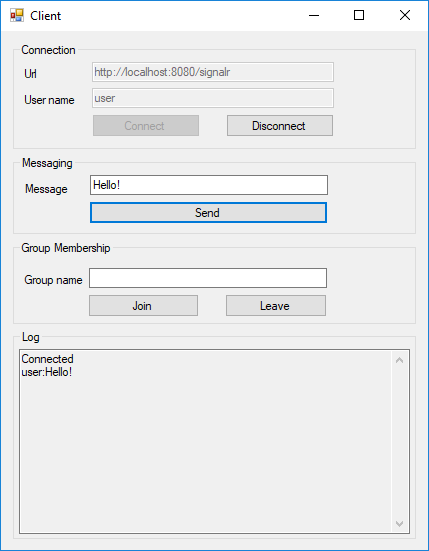 Client
Connection
Url http://localhost:8080/signalr
User name user
Connect Disconnect
Messaging
Message Hello!
Send
Group Membership
Group name
Join Leave
Log
Connected
user:Hello!